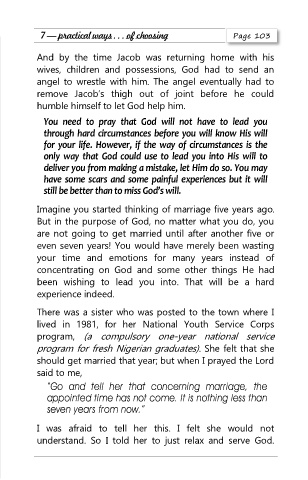 7 — practical ways . . . of choosing
Page 103
And by the time Jacob was returning home with his
wives, children and possessions, God had to send an
angel to wrestle with him. The angel eventually had to
remove Jacob's thigh out of joint before he could
humble himself to let God help him.
You need to pray that God will not have to lead you
through hard circumstances before you will know His will
for your life. However, if the way of circumstances is the
only way that God could use to lead you into His will to
deliver you from making a mistake, let Him do so. You may
have some scars and some painful experiences but it will
still be better than to miss God's will.
Imagine you started thinking of marriage five years ago.
But in the purpose of God, no matter what you do, you
are not going to get married until after another five or
even seven years! You would have merely been wasting
your time and emotions for many years instead of
concentrating on God and some other things He had
been wishing to lead you into. That will be a hard
experience indeed.
There was a sister who was posted to the town where I
lived in 1981, for her National Youth Service Corps
program, (a compulsory one-year national service
program for fresh Nigerian graduates). She felt that she
should get married that year; but when I prayed the Lord
said to me,
“Go and tell her that concerning marriage, the
appointed time has not come. It is nothing less than
seven years from now.”
I was afraid to tell her this. I felt she would not
understand. So I told her to just relax and serve God.